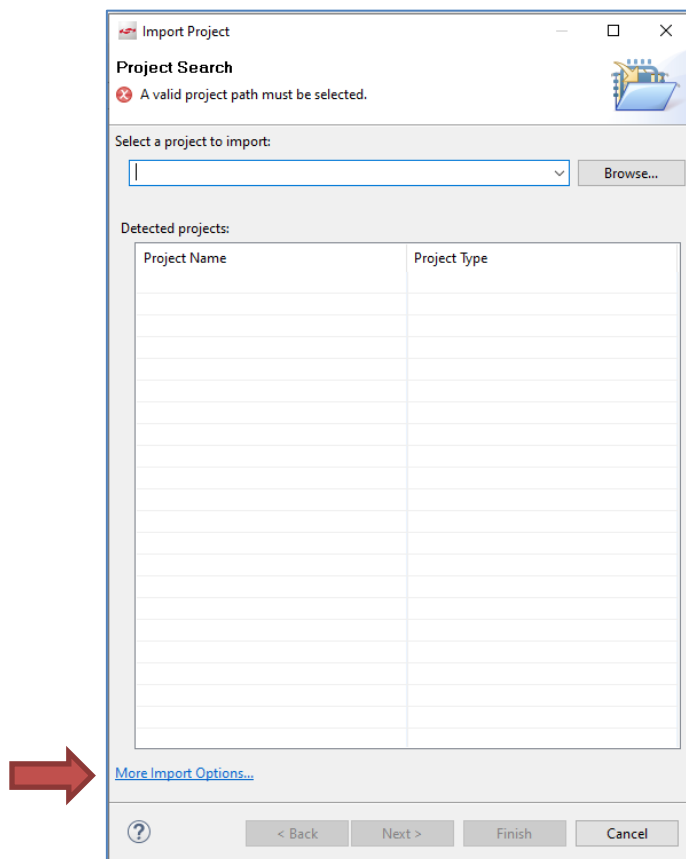 Import Project
Project Search
A valid project path must be selected.
Select a project to import:
Browse...
Detected projects:
Project Name Project Type
More Import Options...
? < Back Next > Finish Cancel